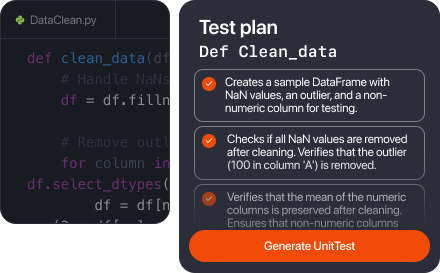 DataClean.py
def clean_data(df
# Handle NaNs
df = df.filln
# Remove outl
for column in
df.select_dtypes(
df = df[n
Test plan
Def Clean_data
Creates a sample DataFrame with
NaN values, an outlier, and a non-
numeric column for testing.
Checks if all NaN values are removed
after cleaning. Verifies that the outlier
(100 in column 'A') is removed.
Verifies that the mean of the numeric
columns is preserved after cleaning.
Ensures that non-numeric columns
Generate UnitTest